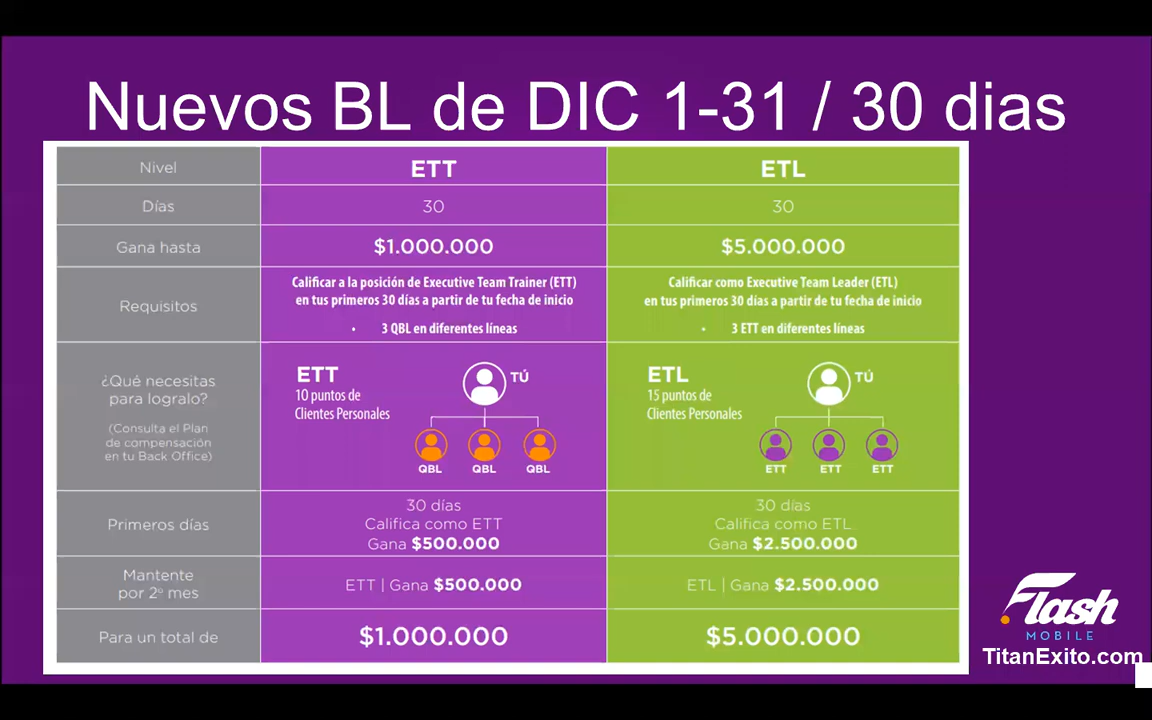 Nuevos BL de DIC 1-31 / 30 dias
Nivel
ETT
ETL
Días
30
30
Gana hasta
$1.000.000
$5.000.000
Requisitos
Calificar a la posición de Executive Team Trainer (ETT)
en tus primeros 30 días a partir de tu fecha de inicio
• 3 QBL en diferentes líneas
Calificar como Executive Team Leader (ETL)
en tus primeros 30 días a partir de tu fecha de inicio
• 3 ETT en diferentes líneas
¿Qué necesitas
para logralo?
(Consulta el Plan
de compensación
en tu Back Office)
ETT
10 puntos de
Clientes Personales
TÚ
QBL QBL QBL
ETL
15 puntos de
Clientes Personales
TÚ
ETT ETT ETT
Primeros días
30 días
Califica como ETT
Gana $500.000
30 días
Califica como ETL
Gana $2.500.000
Mantente
por 2º mes
ETT | Gana $500.000
ETL | Gana $2.500.000
Para un total de
$1.000.000
$5.000.000
Flash
MOBILE
TitanExito.com